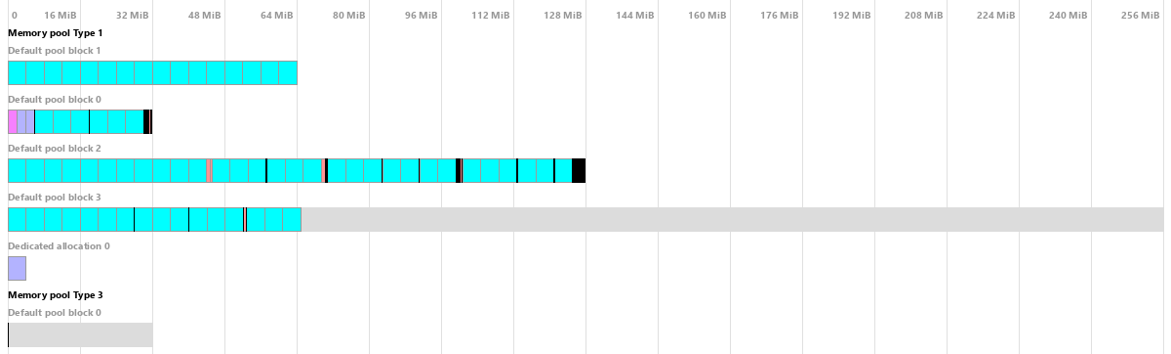 0 16 MiB 32 MiB 48 MiB 64 MiB 80 MiB 96 MiB 112 MiB 128 MiB 144 MiB 160 MiB 176 MiB 192 MiB 208 MiB 224 MiB 240 MiB 256 MiB
Memory pool Type 1
Default pool block 1
Default pool block 0
Default pool block 2
Default pool block 3
Dedicated allocation 0
Memory pool Type 3
Default pool block 0